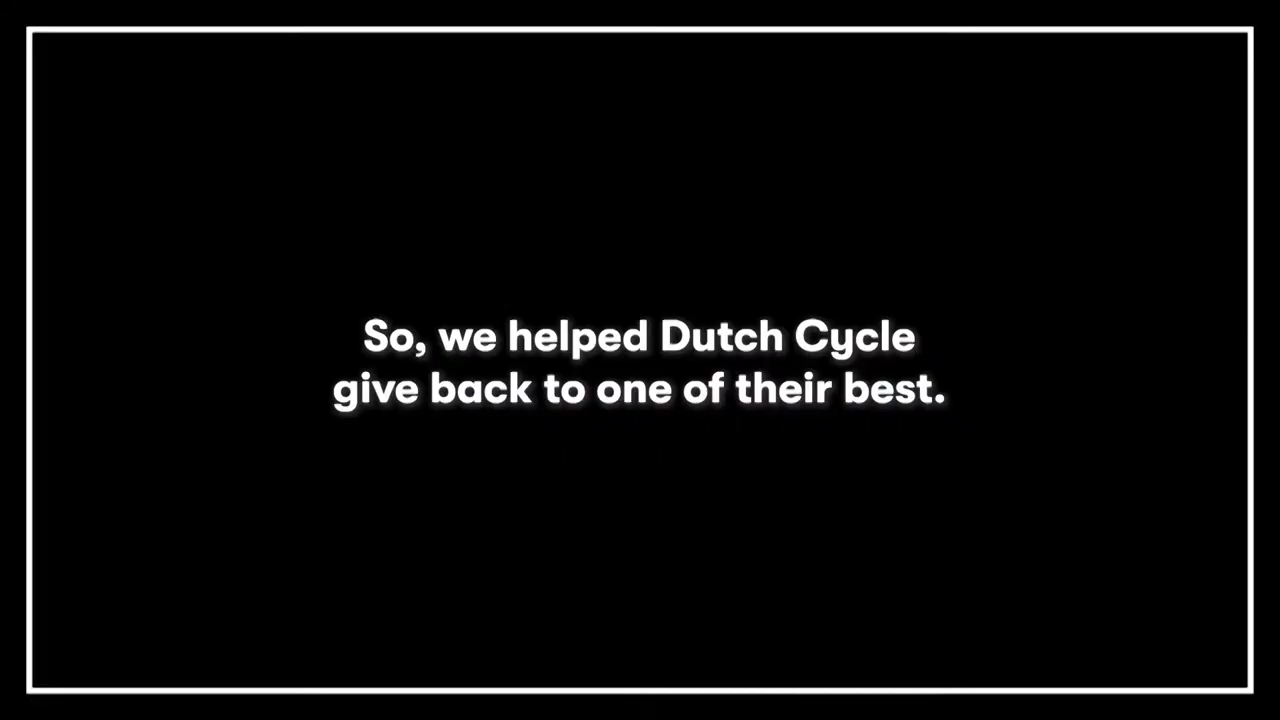 So, we helped Dutch Cycle
give back to one of their best.